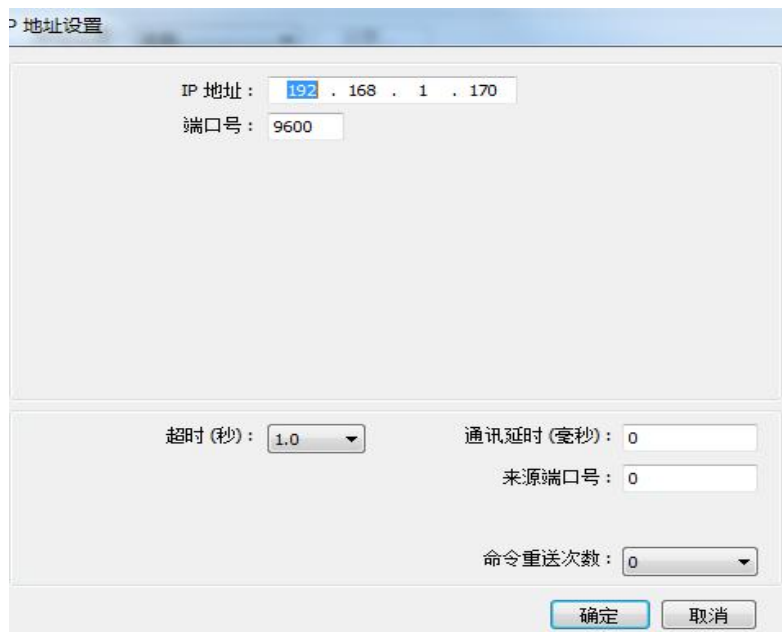 P 地址设置
IP 地址: 192 . 168 . 1 . 170
端口号: 9600
超时(秒): 1.0 通讯延时(毫秒): 0
来源端口号: 0
命令重送次数: 0
确定 取消